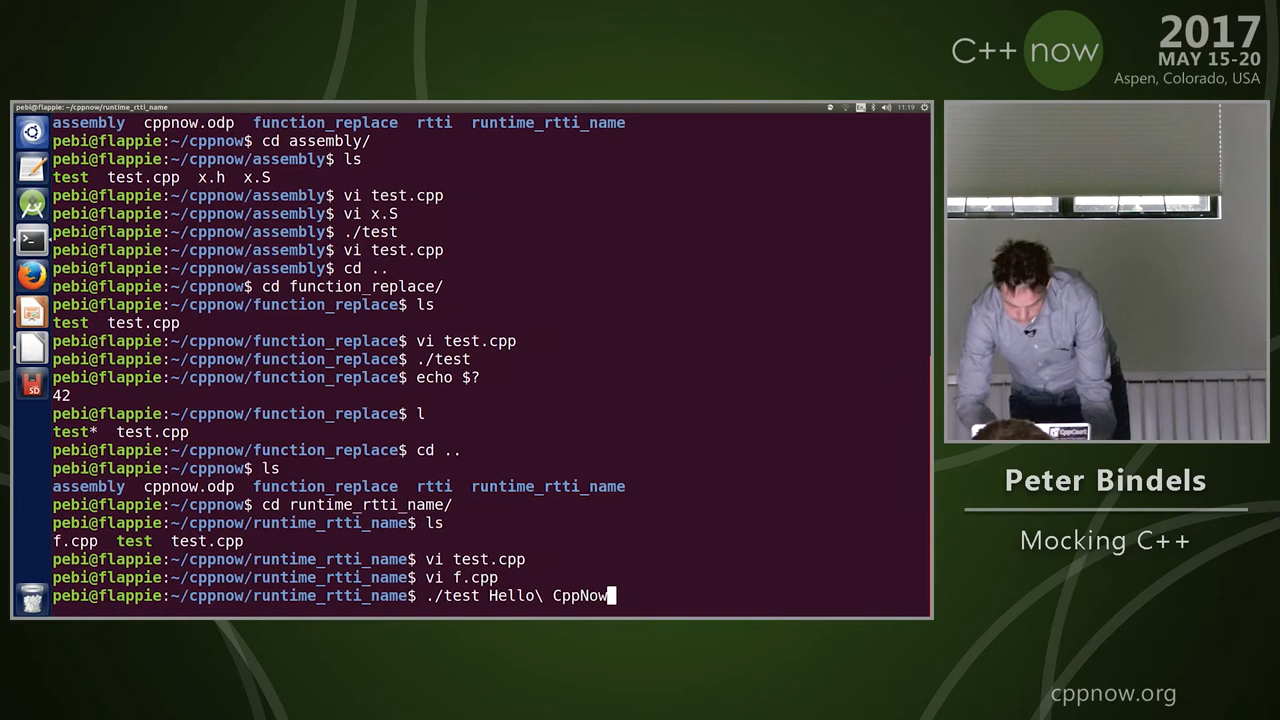 C++ now
2017
MAY 15-20
Aspen, Colorado, USA
pebi@flappie: ~/cppnow/runtime_rtti_name
En
11:19
assembly cppnow.odp function_replace rtti runtime_rtti_name
pebi@flappie:~/cppnow$ cd assembly/
pebi@flappie:~/cppnow/assembly$ ls
test test.cpp x.h x.S
pebi@flappie:~/cppnow/assembly$ vi test.cpp
pebi@flappie:~/cppnow/assembly$ vi x.S
pebi@flappie:~/cppnow/assembly$ ./test
pebi@flappie:~/cppnow/assembly$ vi test.cpp
pebi@flappie:~/cppnow/assembly$ cd ..
pebi@flappie:~/cppnow$ cd function_replace/
pebi@flappie:~/cppnow/function_replace$ ls
test test.cpp
pebi@flappie:~/cppnow/function_replace$ vi test.cpp
pebi@flappie:~/cppnow/function_replace$ ./test
pebi@flappie:~/cppnow/function_replace$ echo $?
42
pebi@flappie:~/cppnow/function_replace$ l
test* test.cpp
pebi@flappie:~/cppnow/function_replace$ cd ..
pebi@flappie:~/cppnow$ ls
assembly cppnow.odp function_replace rtti runtime_rtti_name
pebi@flappie:~/cppnow$ cd runtime_rtti_name/
pebi@flappie:~/cppnow/runtime_rtti_name$ ls
f.cpp test test.cpp
pebi@flappie:~/cppnow/runtime_rtti_name$ vi test.cpp
pebi@flappie:~/cppnow/runtime_rtti_name$ vi f.cpp
pebi@flappie:~/cppnow/runtime_rtti_name$ ./test Hello\ CppNow
SD
Peter Bindels
Mocking C++
cppnow.org